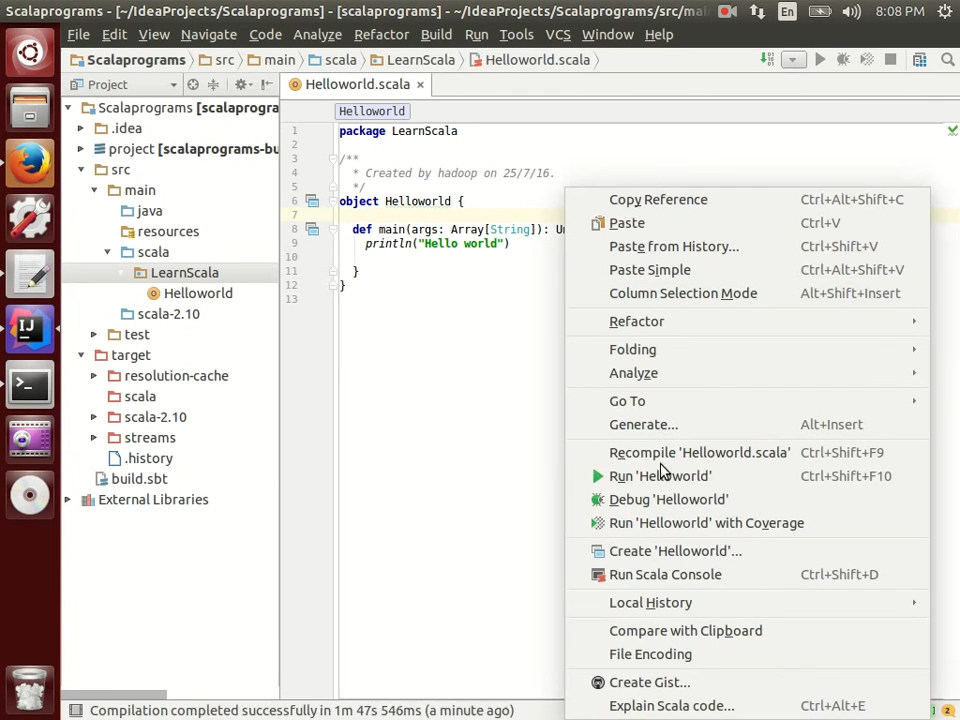 Scalaprograms - [~/IdeaProjects/Scalaprograms] - [scalaprograms] - ~/IdeaProjects/Scalaprograms/src/mai
En
8:08 PM
File Edit View Navigate Code Analyze Refactor Build Run Tools VCS Window Help
Scalaprograms src main scala LearnScala Helloworld.scala
Project
Helloworld.scala
Scalaprograms [scalaprogra
.idea
project [scalaprograms-bu
src
main
java
resources
scala
LearnScala
Helloworld
scala-2.10
test
target
resolution-cache
scala
scala-2.10
streams
.history
build.sbt
External Libraries
Helloworld
1 package LearnScala
2
3 /**
4 * Created by hadoop on 25/7/16.
5 */
6 object Helloworld {
7
8 def main(args: Array[String]): Un
9 println("Hello world")
10
11 }
12 }
13
Copy Reference Ctrl+Alt+Shift+C
Paste Ctrl+V
Paste from History... Ctrl+Shift+V
Paste Simple Ctrl+Alt+Shift+V
Column Selection Mode Alt+Shift+Insert
Refactor
Folding
Analyze
Go To
Generate... Alt+Insert
Recompile 'Helloworld.scala' Ctrl+Shift+F9
Run 'Helloworld' Ctrl+Shift+F10
Debug 'Helloworld'
Run 'Helloworld' with Coverage
Create 'Helloworld'...
Run Scala Console Ctrl+Shift+D
Local History
Compare with Clipboard
File Encoding
Create Gist...
Explain Scala code... Ctrl+Alt+E
Compilation completed successfully in 1m 47s 546ms (a minute ago)
2